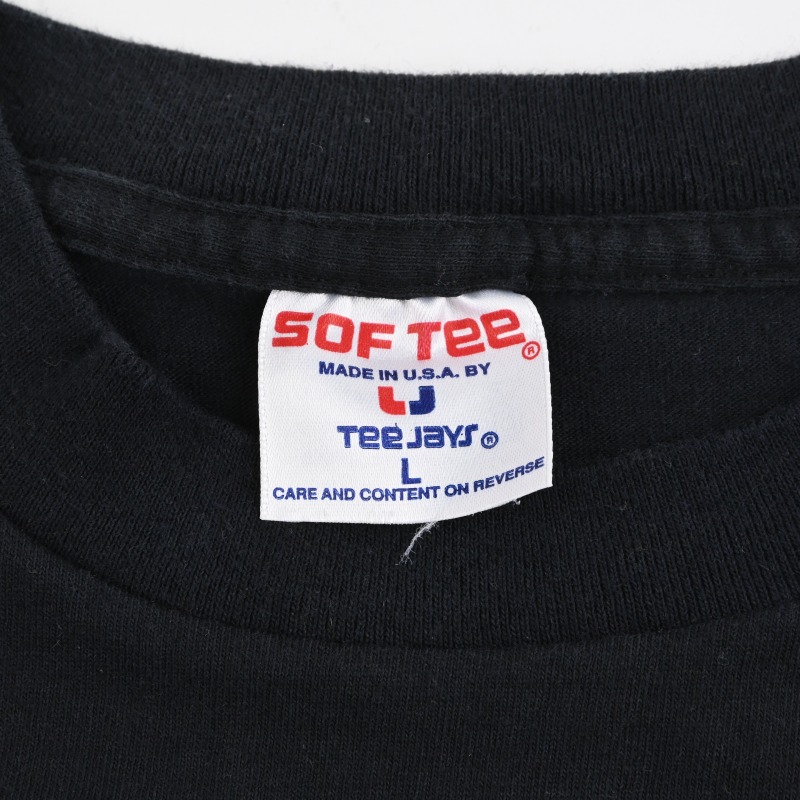 SOF TEE®
MADE IN U.S.A. BY
TEE JAYS®
L
CARE AND CONTENT ON REVERSE